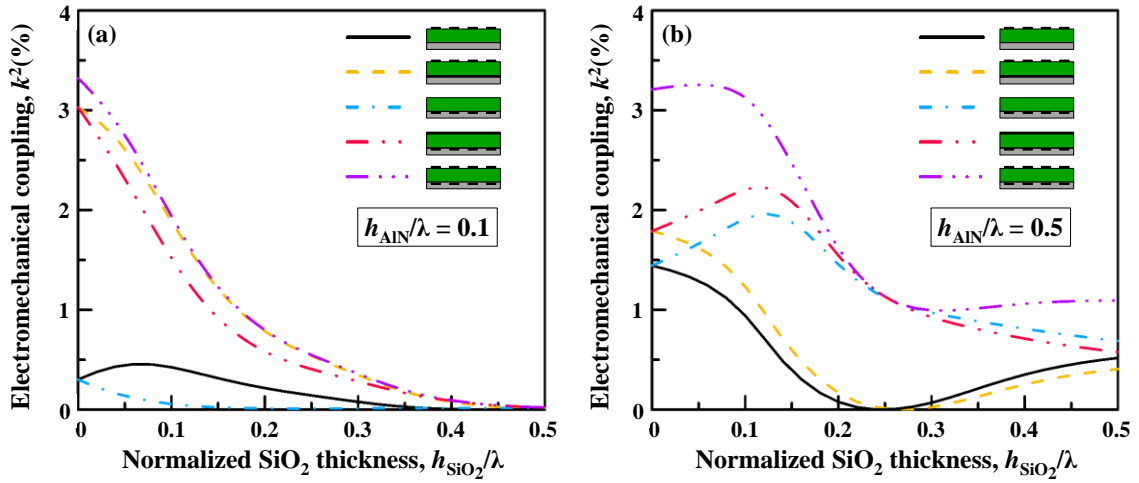 (a)
Electromechanical coupling, k²(%)
4
3
2
1
0
h_AlN/λ = 0.1
0 0.1 0.2 0.3 0.4 0.5
Normalized SiO₂ thickness, h_SiO₂/λ
(b)
Electromechanical coupling, k²(%)
4
3
2
1
0
h_AlN/λ = 0.5
0 0.1 0.2 0.3 0.4 0.5
Normalized SiO₂ thickness, h_SiO₂/λ